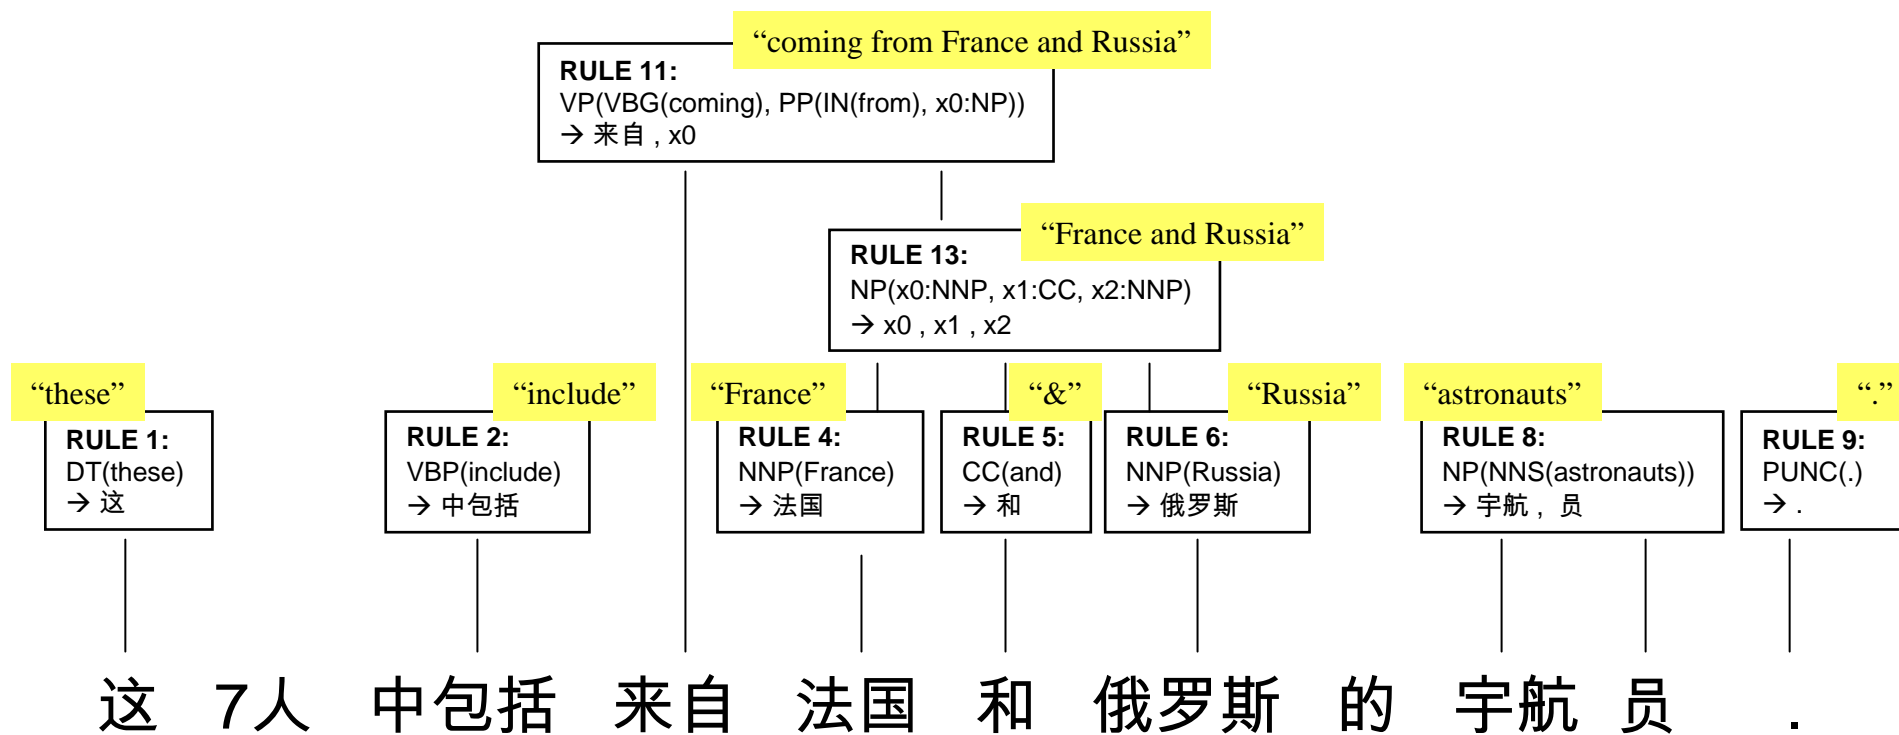 “coming from France and Russia”
RULE 11:
VP(VBG(coming), PP(IN(from), x0:NP))
→ 来自 , x0
“France and Russia”
RULE 13:
NP(x0:NNP, x1:CC, x2:NNP)
→ x0 , x1 , x2
“these”
RULE 1:
DT(these)
→ 这
“include”
RULE 2:
VBP(include)
→ 中包括
“France”
RULE 4:
NNP(France)
→ 法国
“&”
RULE 5:
CC(and)
→ 和
“Russia”
RULE 6:
NNP(Russia)
→ 俄罗斯
“astronauts”
RULE 8:
NP(NNS(astronauts))
→ 宇航 , 员
“.”
RULE 9:
PUNC(.)
→ .
这 7人 中包括 来自 法国 和 俄罗斯 的 宇航 员 .